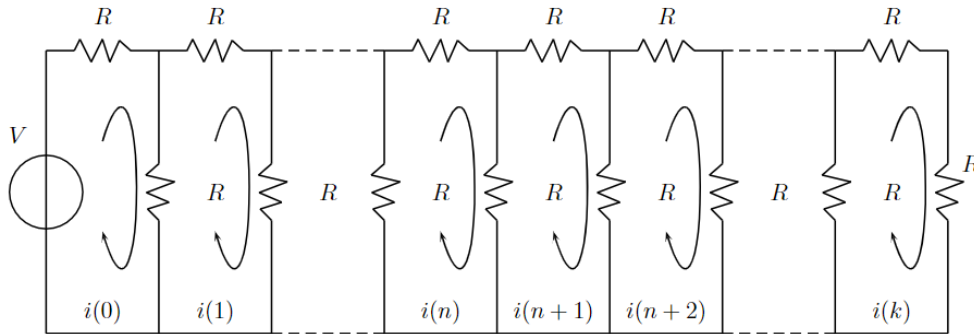 R R R R R R
V
R R R R R R R R
i(0) i(1) i(n) i(n + 1) i(n + 2) i(k)